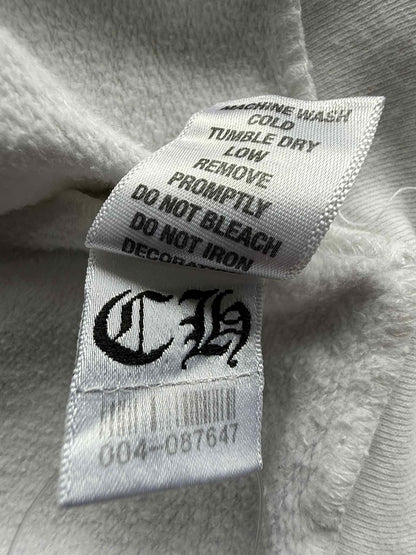 MACHINE WASH
COLD
TUMBLE DRY
LOW
REMOVE
PROMPTLY
DO NOT BLEACH
DO NOT IRON
CH
004-087647